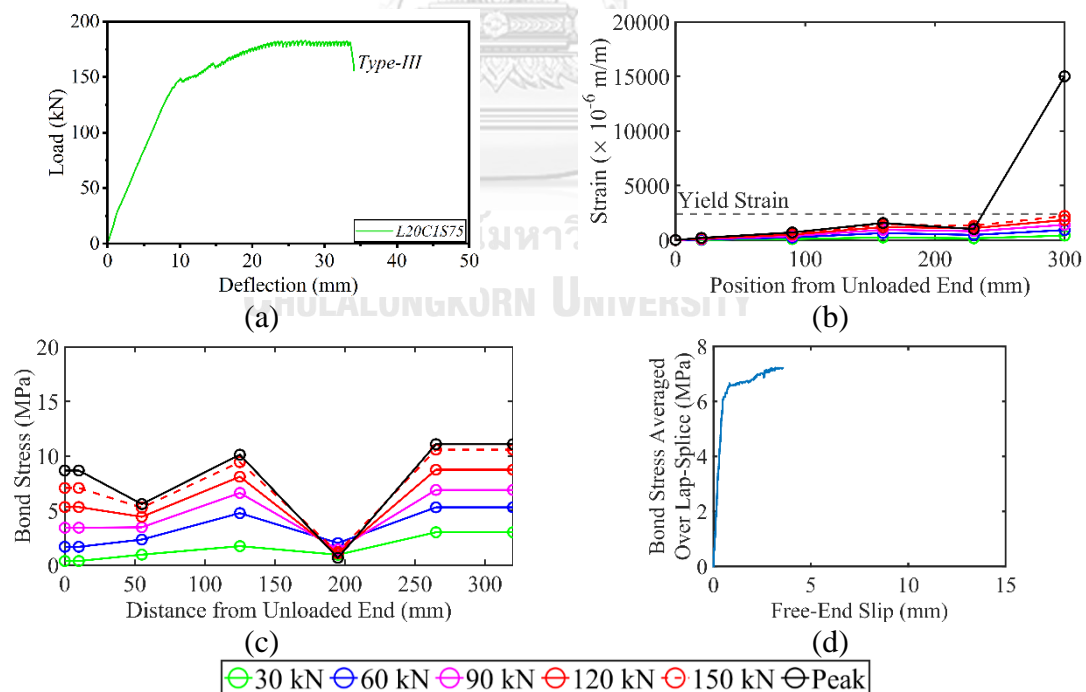 200
150
100
50
0
Load (kN)
Type-III
L20C1S75
0 10 20 30 40 50
Deflection (mm)
(a)
20000
15000
10000
5000
0
Strain (× 10⁻⁶ m/m)
Yield Strain
0 100 200 300
Position from Unloaded End (mm)
(b)
CHULALONGKORN UNIVERSITY
20
15
10
5
0
Bond Stress (MPa)
0 50 100 150 200 250 300
Distance from Unloaded End (mm)
(c)
8
6
4
2
0
Bond Stress Averaged
Over Lap-Splice (MPa)
0 5 10 15
Free-End Slip (mm)
(d)
30 kN 60 kN 90 kN 120 kN 150 kN Peak